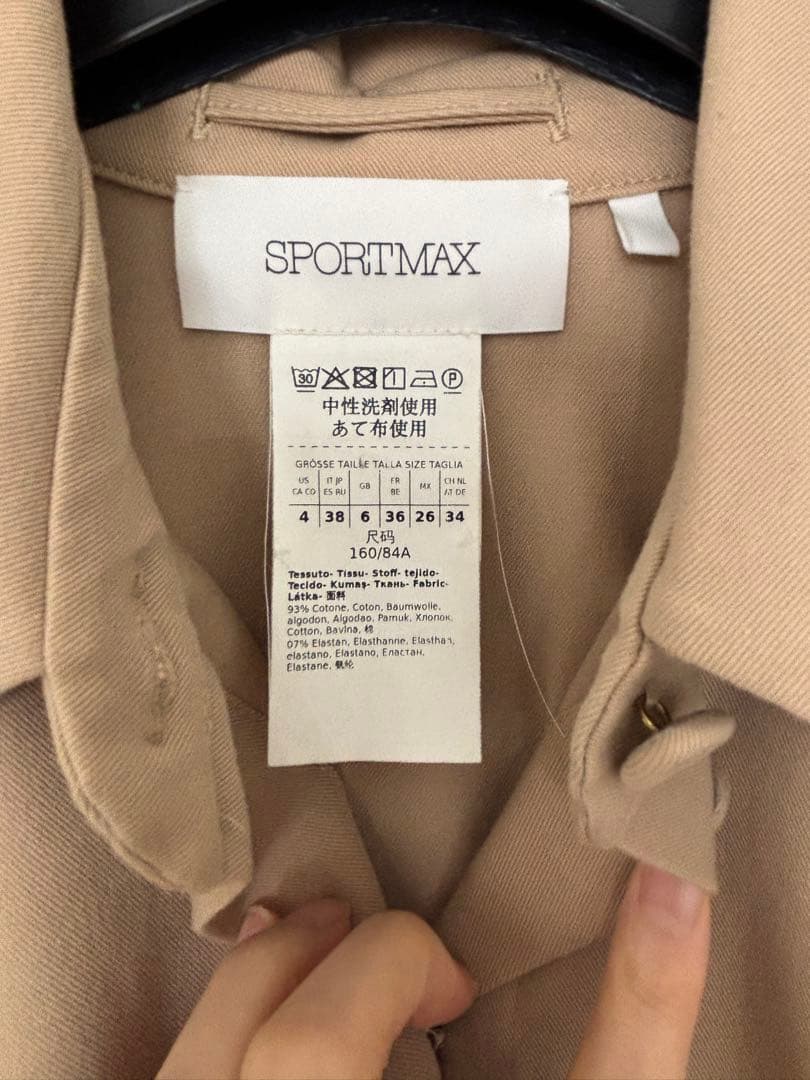 SPORTMAX
30 P
中性洗剤使用
あて布使用
GRÖSSE TAILLE TALLA SIZE TAGLIA
US IT JP GB FR MX CH NL
CA CO ES RU BE AT DE
4 38 6 36 26 34
尺码
160/84A
Tessuto- Tissu- Stoff- tejido-
Tecido- Kumaş- Ткань- Fabric-
Látka- 面料
93% Cotone, Coton, Baumwolle,
algodon, Algodao, Pamuk, Хлопок,
Cotton, Bavlna, 棉
07% Elastan, Elasthanne, Elasthan,
elastano, Elastano, Еластан,
Elastane, 氨纶